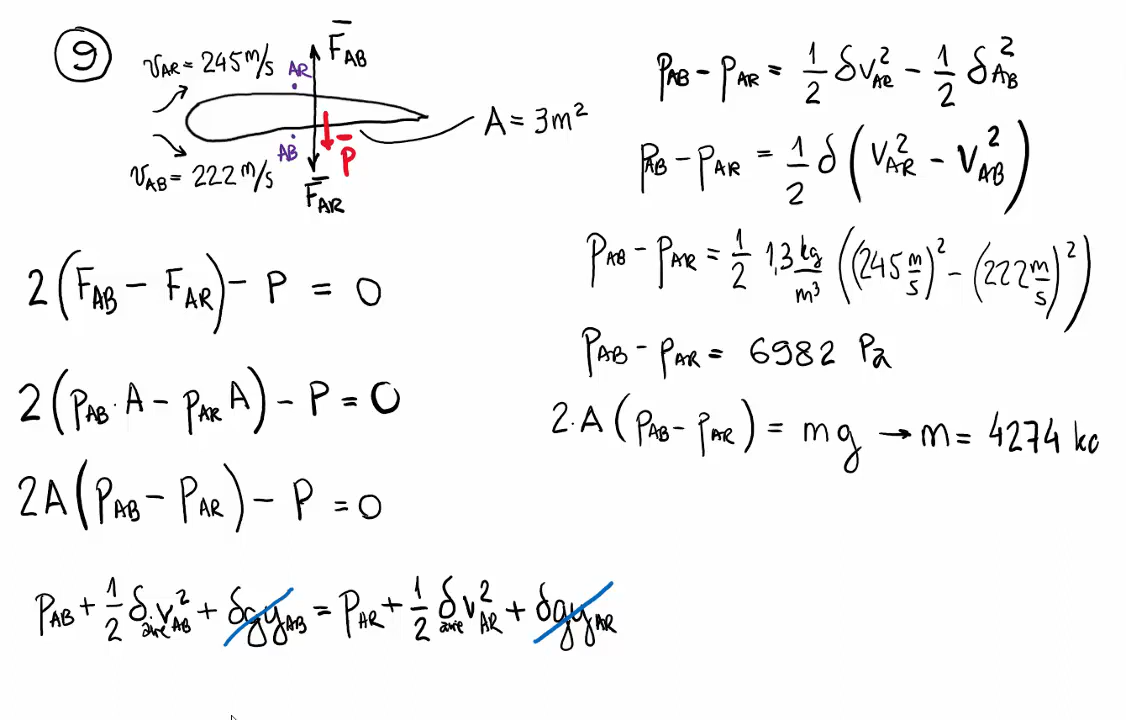 9
F̅_AB
v_AR = 245 m/s
AR
A = 3m²
AB
P̅
v_AB = 222 m/s
F̅_AR
2(F_AB − F_AR) − P = 0
2(p_AB · A − p_AR A) − P = 0
2A(P_AB − P_AR) − P = 0
p_AB + 1/2 δ_aire v_AB² + δgy_AB = p_AR + 1/2 δ_aire v_AR² + δgy_AR
p_AB − p_AR = 1/2 δv_AR² − 1/2 δ_AB²
p_AB − p_AR = 1/2 δ (v_AR² − v_AB²)
p_AB − p_AR = 1/2 1,3 kg/m³ ((245 m/s)² − (222 m/s)²)
p_AB − p_AR = 6982 Pa
2·A (p_AB − p_AR) = mg → m = 4274 kg